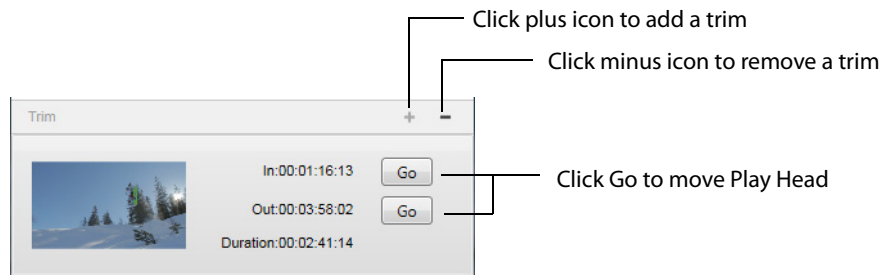 Click plus icon to add a trim
Click minus icon to remove a trim
Trim
In:00:01:16:13 Go
Click Go to move Play Head
Out:00:03:58:02 Go
Duration:00:02:41:14